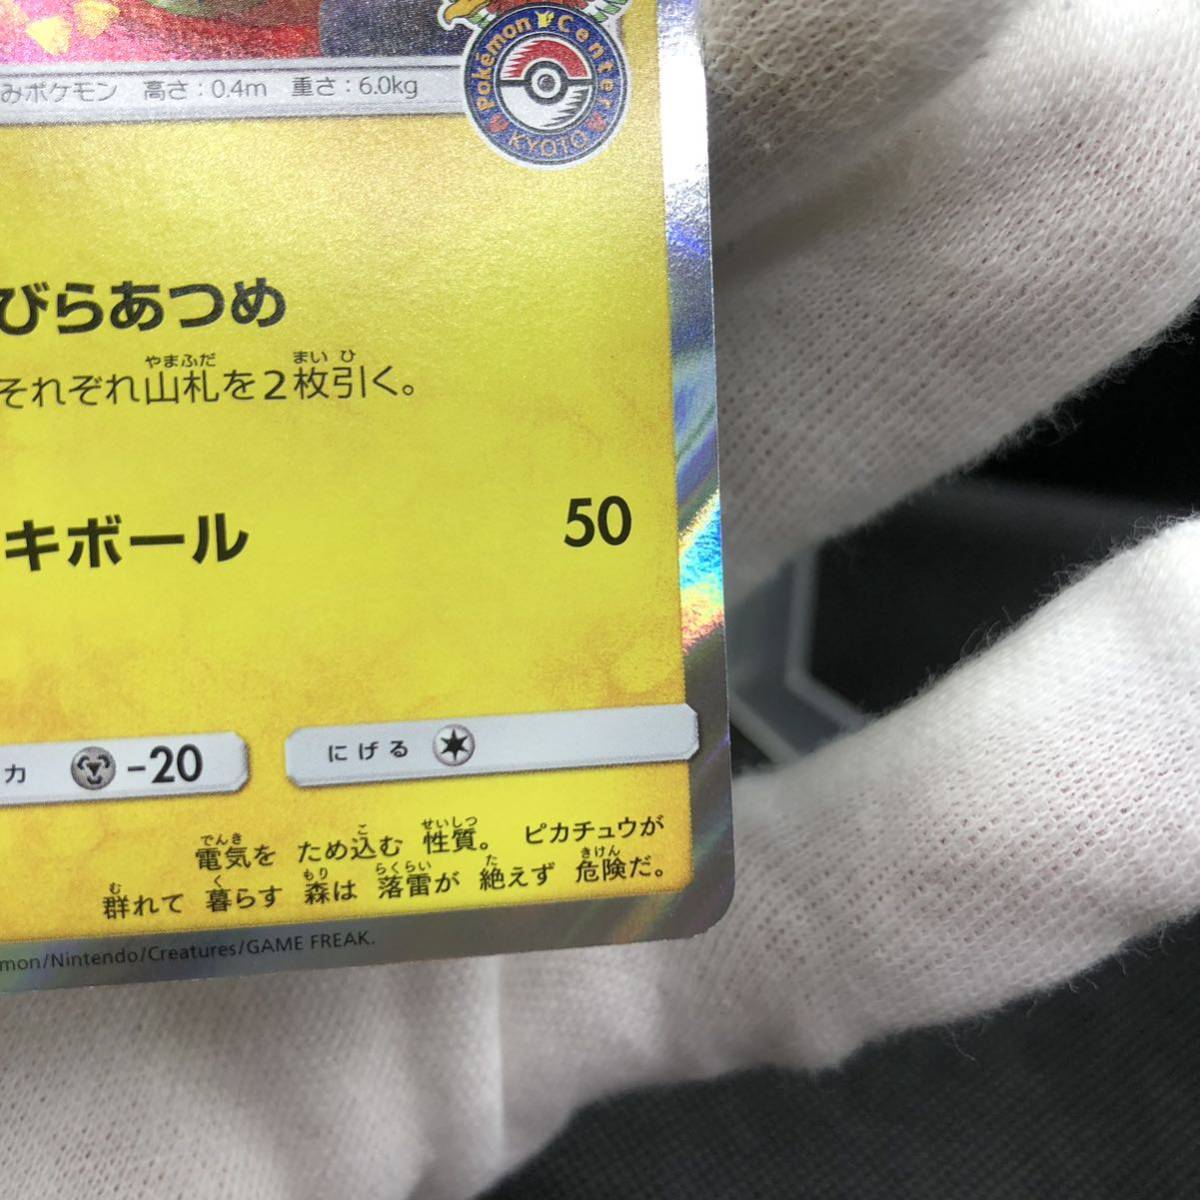 Pokémon Center
KYOTO
みポケモン 高さ:0.4m 重さ:6.0kg
びらあつめ
やまふだ まい ひ
それぞれ山札を2枚引く。
キボール 50
カ -20 にげる
でんき こ せいしつ
電気を ため込む 性質。 ピカチュウが
む く もり らくらい た きけん
群れて 暮らす 森は 落雷が 絶えず 危険だ。
mon/Nintendo/Creatures/GAME FREAK.